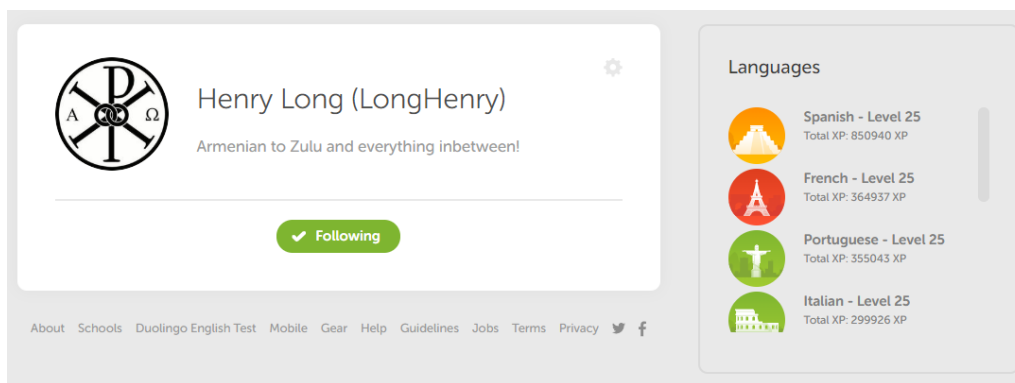 P
A Ω
Henry Long (LongHenry)
Armenian to Zulu and everything inbetween!
Following
About Schools Duolingo English Test Mobile Gear Help Guidelines Jobs Terms Privacy
Languages
Spanish - Level 25
Total XP: 850940 XP
French - Level 25
Total XP: 364937 XP
Portuguese - Level 25
Total XP: 355043 XP
Italian - Level 25
Total XP: 299926 XP